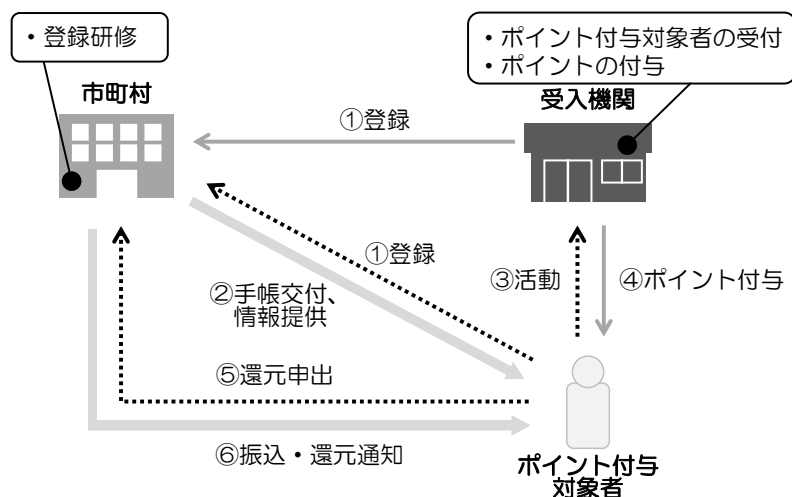 ・登録研修
・ポイント付与対象者の受付
・ポイントの付与
市町村
受入機関
①登録
①登録
②手帳交付、
情報提供
③活動
④ポイント付与
⑤還元申出
⑥振込・還元通知
ポイント付与
対象者